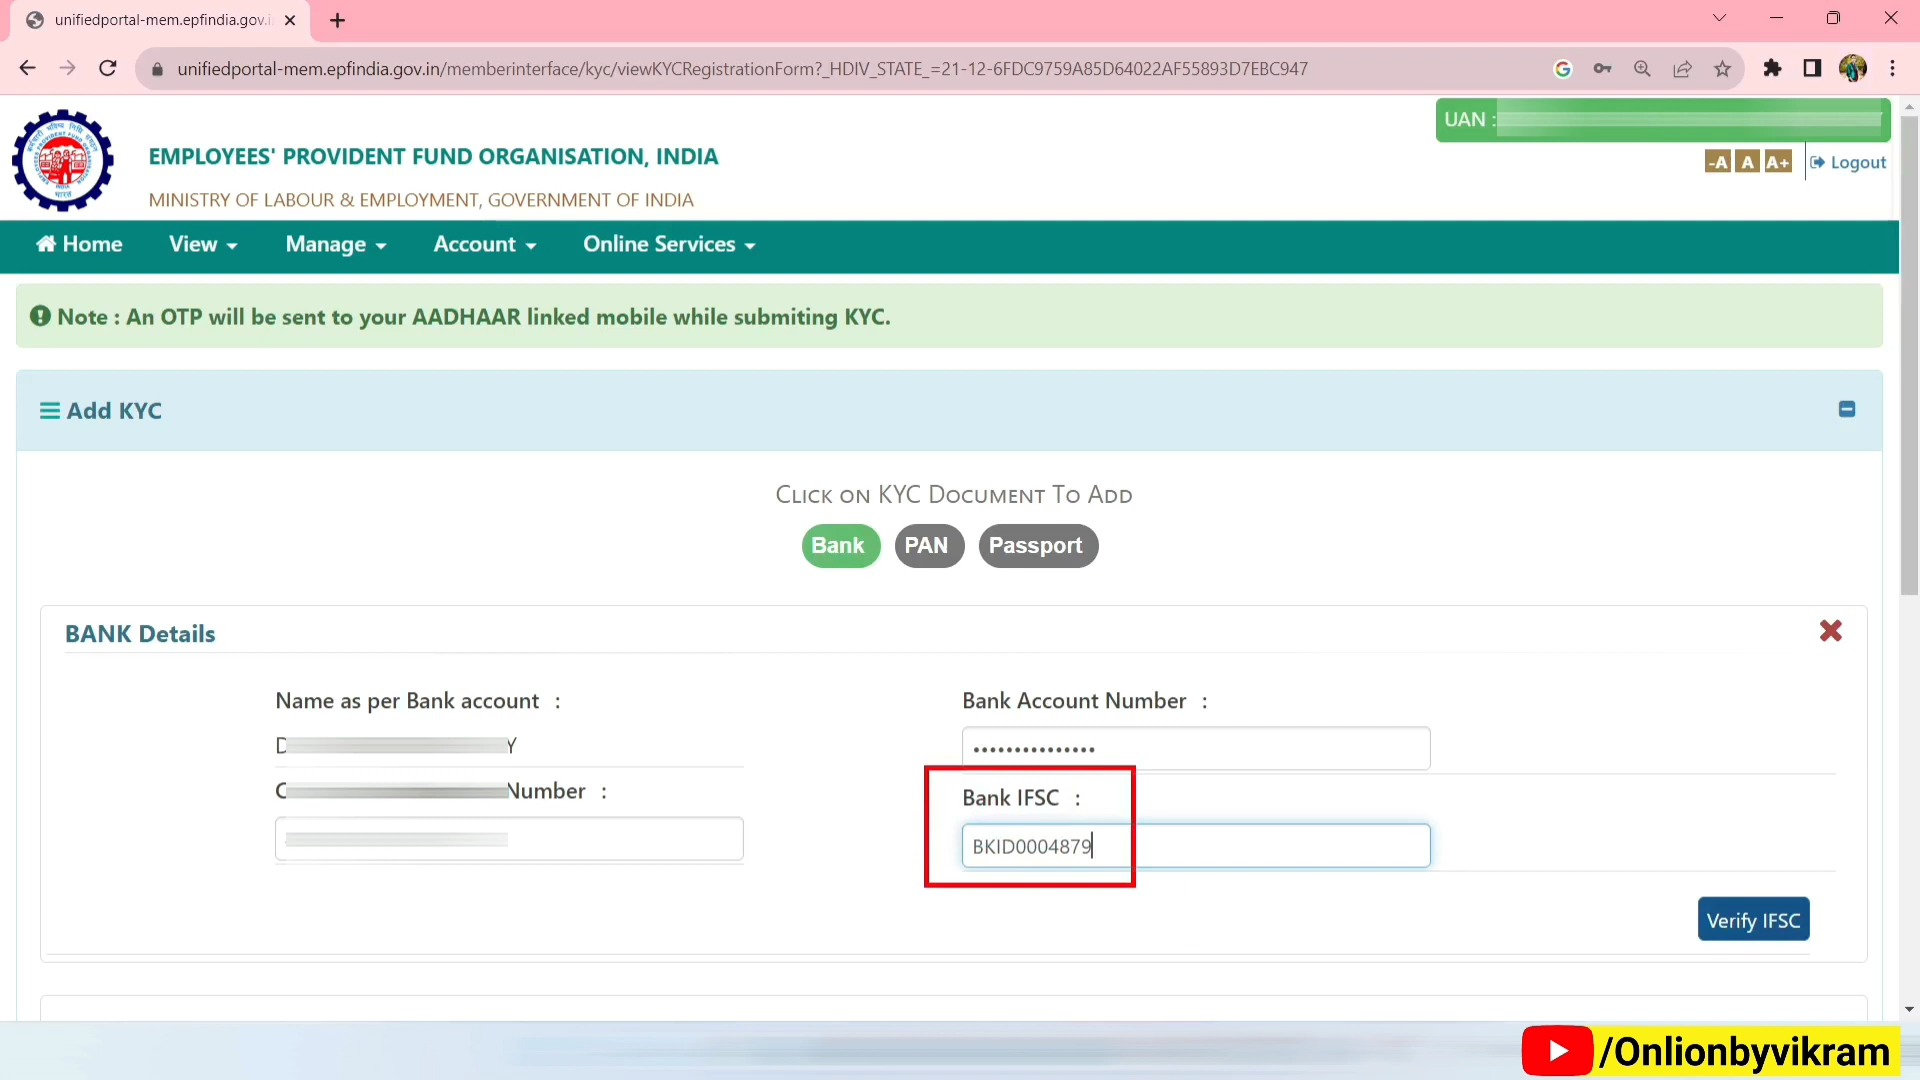 unifiedportal-mem.epfindia.gov.i
unifiedportal-mem.epfindia.gov.in/memberinterface/kyc/viewKYCRegistrationForm?_HDIV_STATE_=21-12-6FDC9759A85D64022AF55893D7EBC947
UAN :
EMPLOYEES' PROVIDENT FUND ORGANISATION, INDIA
-A A A+ Logout
MINISTRY OF LABOUR & EMPLOYMENT, GOVERNMENT OF INDIA
Home View Manage Account Online Services
Note : An OTP will be sent to your AADHAAR linked mobile while submiting KYC.
Add KYC
CLICK ON KYC DOCUMENT TO ADD
Bank PAN Passport
BANK Details
Name as per Bank account :
Bank Account Number :
D Y
Number :
Bank IFSC :
BKID0004879
Verify IFSC
/Onlionbyvikram